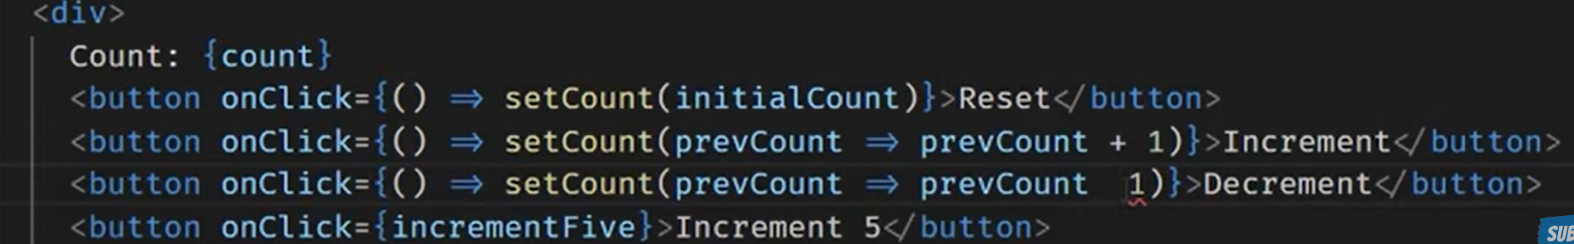 <div>
Count: {count}
<button onClick={() => setCount(initialCount)}>Reset</button>
<button onClick={() => setCount(prevCount => prevCount + 1)}>Increment</button>
<button onClick={() => setCount(prevCount => prevCount  1)}>Decrement</button>
<button onClick={incrementFive}>Increment 5</button>
SUB